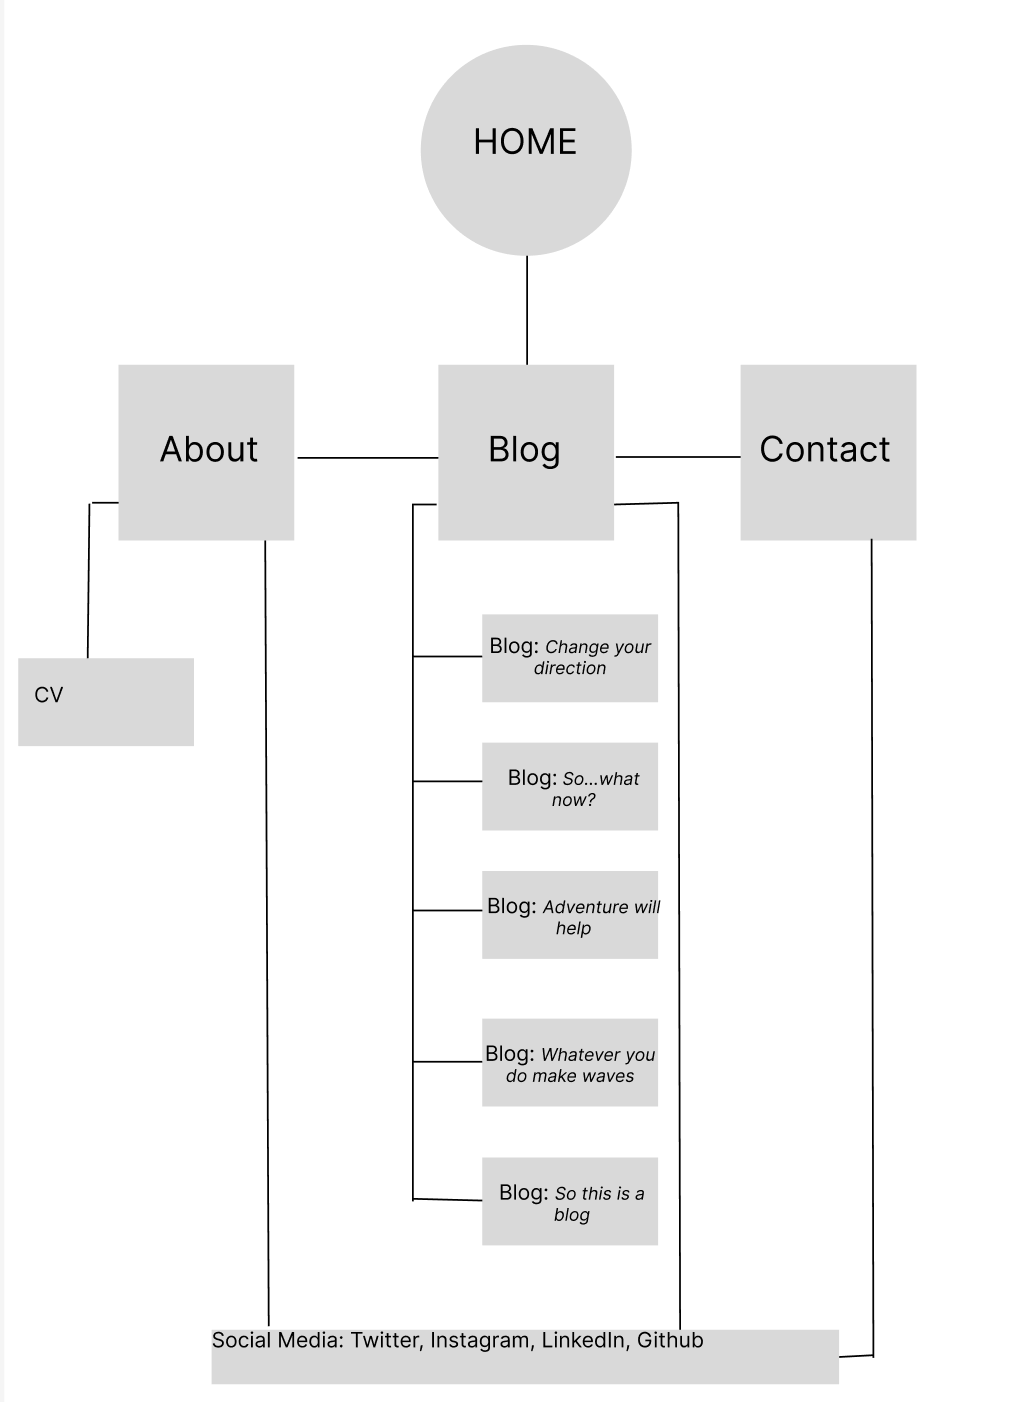 HOME
About
Blog
Contact
CV
Blog: Change your
direction
Blog: So...what
now?
Blog: Adventure will
help
Blog: Whatever you
do make waves
Blog: So this is a
blog
Social Media: Twitter, Instagram, LinkedIn, Github